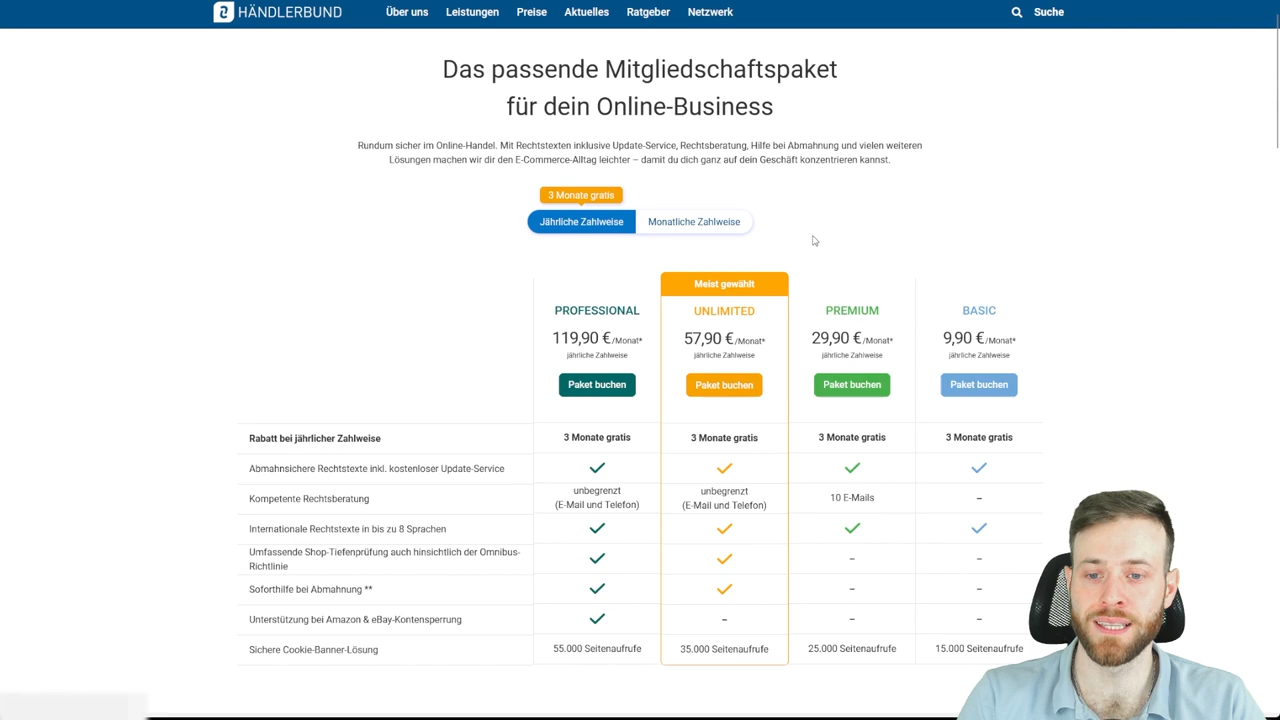 HÄNDLERBUND
Über uns
Leistungen
Preise
Aktuelles
Ratgeber
Netzwerk
Suche
Das passende Mitgliedschaftspaket
für dein Online-Business
Rundum sicher im Online-Handel. Mit Rechtstexten inklusive Update-Service, Rechtsberatung, Hilfe bei Abmahnung und vielen weiteren
Lösungen machen wir dir den E-Commerce-Alltag leichter – damit du dich ganz auf dein Geschäft konzentrieren kannst.
3 Monate gratis
Jährliche Zahlweise
Monatliche Zahlweise
Meist gewählt
PROFESSIONAL
UNLIMITED
PREMIUM
BASIC
119,90 €/Monat*
57,90 €/Monat*
29,90 €/Monat*
9,90 €/Monat*
jährliche Zahlweise
jährliche Zahlweise
jährliche Zahlweise
jährliche Zahlweise
Paket buchen
Paket buchen
Paket buchen
Paket buchen
Rabatt bei jährlicher Zahlweise
3 Monate gratis
3 Monate gratis
3 Monate gratis
3 Monate gratis
Abmahnsichere Rechtstexte inkl. kostenloser Update-Service
Kompetente Rechtsberatung
unbegrenzt
(E-Mail und Telefon)
unbegrenzt
(E-Mail und Telefon)
10 E-Mails
–
Internationale Rechtstexte in bis zu 8 Sprachen
Umfassende Shop-Tiefenprüfung auch hinsichtlich der Omnibus-
Richtlinie
–
–
Soforthilfe bei Abmahnung **
–
–
Unterstützung bei Amazon & eBay-Kontensperrung
–
–
–
Sichere Cookie-Banner-Lösung
55.000 Seitenaufrufe
35.000 Seitenaufrufe
25.000 Seitenaufrufe
15.000 Seitenaufrufe